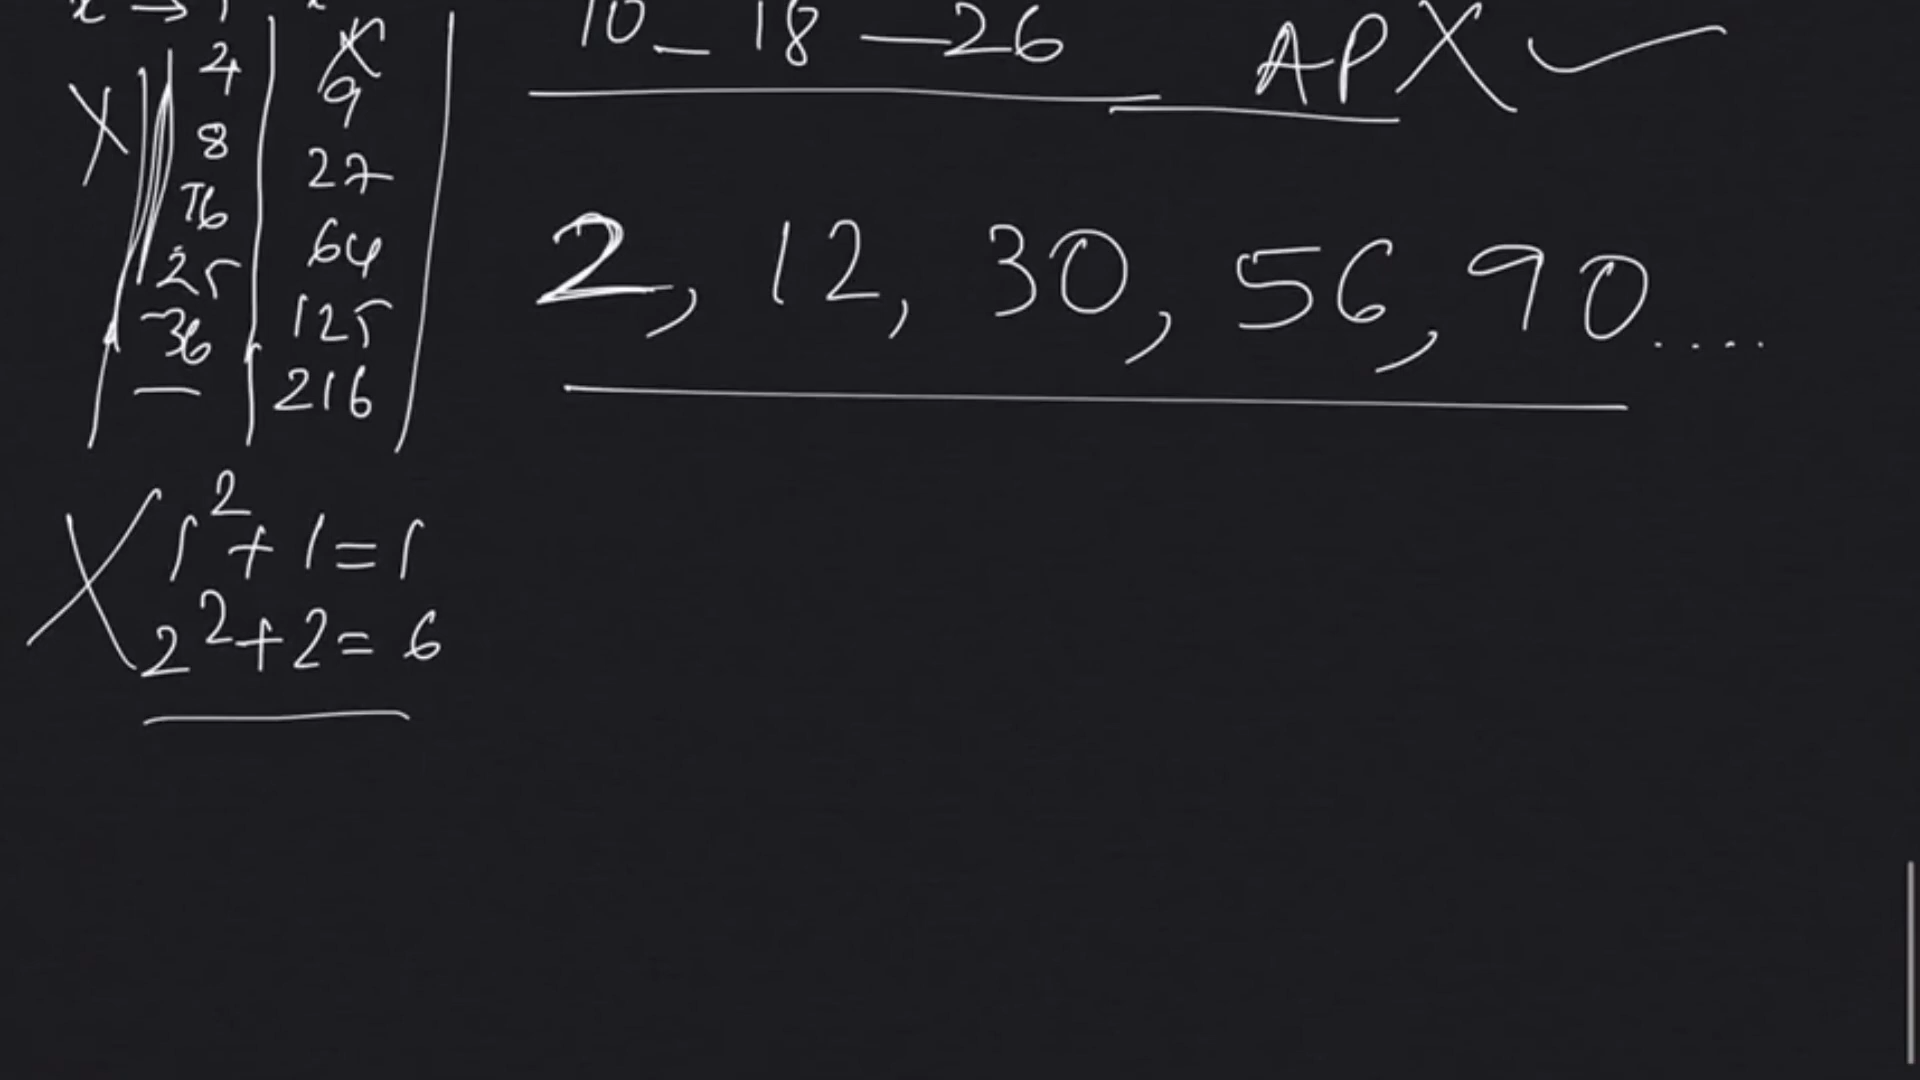 10 - 18 - 26 APX ✓
4
8
16
25
36
9
27
64
125
216
2, 12, 30, 56, 90....
1² + 1 = 1
2² + 2 = 6